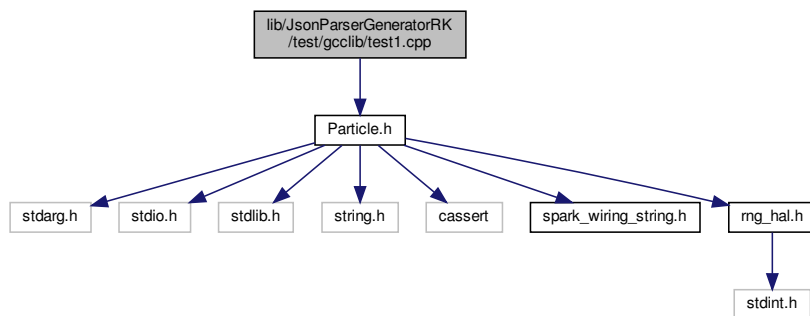 lib/JsonParserGeneratorRK
/test/gcclib/test1.cpp
Particle.h
stdarg.h
stdio.h
stdlib.h
string.h
cassert
spark_wiring_string.h
rng_hal.h
stdint.h